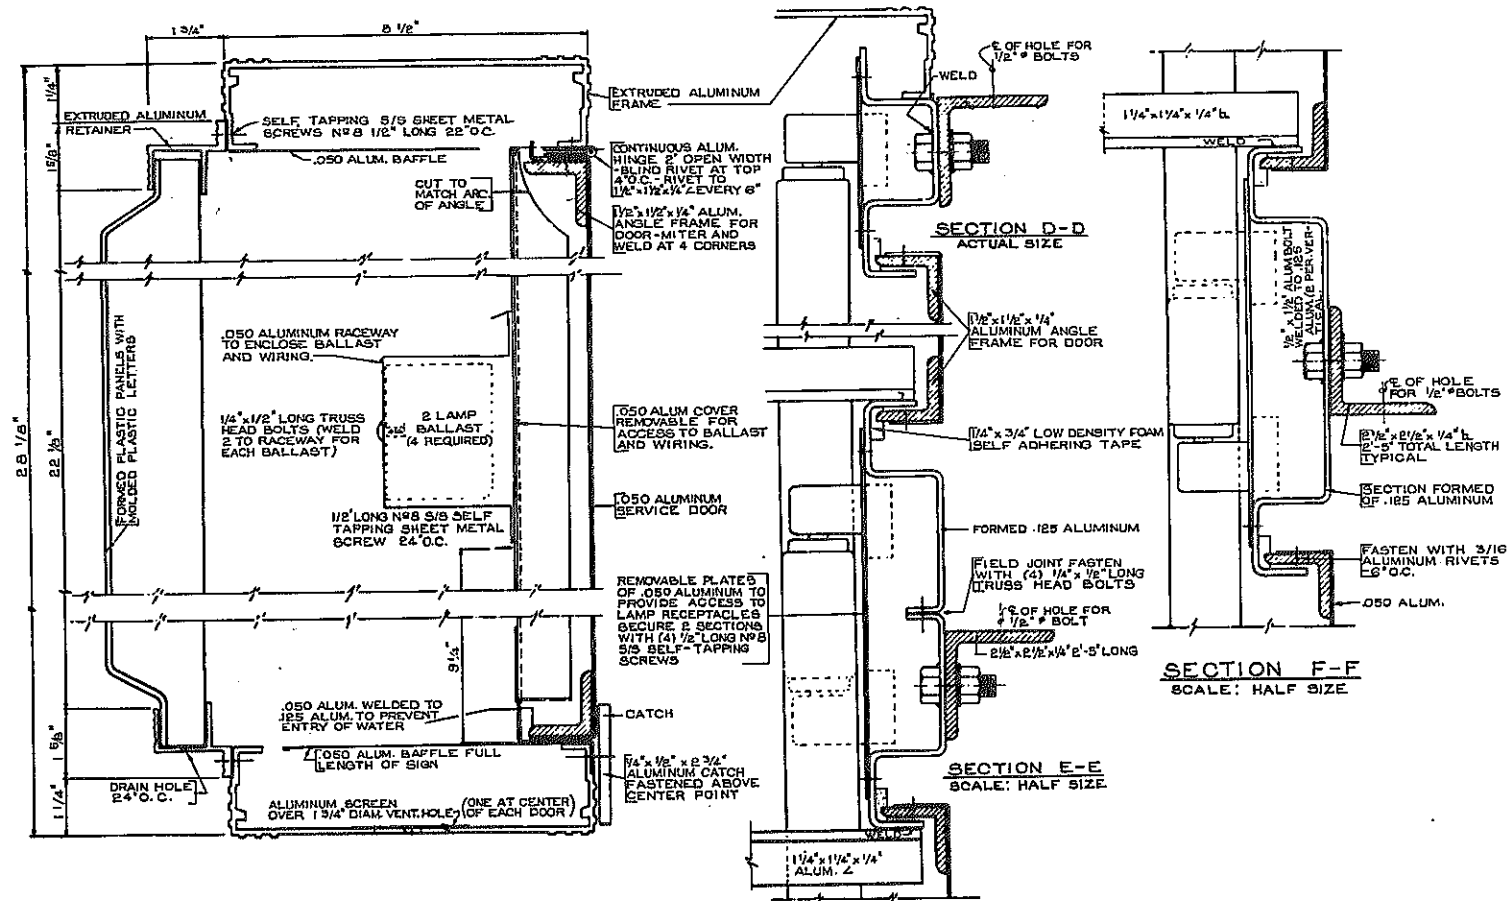 1 3/4"
8 1/2"
1 1/4"
1 5/8"
28 1/8"
22 1/8"
1 5/8"
1 1/4"
EXTRUDED ALUMINUM
RETAINER
SELF TAPPING S/S SHEET METAL
SCREWS Nº8 1/2" LONG 22" O.C.
.050 ALUM. BAFFLE
EXTRUDED ALUMINUM
FRAME
CONTINUOUS ALUM.
HINGE 2" OPEN WIDTH
-BLIND RIVET AT TOP
4" O.C.-RIVET TO
1 1/2"x1 1/2"x1/4"∠EVERY 6"
CUT TO
MATCH ARC.
OF ANGLE
1 1/2"x1 1/2"x1/4" ALUM.
ANGLE FRAME FOR
DOOR-MITER AND
WELD AT 4 CORNERS
FORMED PLASTIC PANELS WITH
MOLDED PLASTIC LETTERS
.050 ALUMINUM RACEWAY
TO ENCLOSE BALLAST
AND WIRING.
1/4"x1/2" LONG TRUSS
HEAD BOLTS (WELD
2 TO RACEWAY FOR
EACH BALLAST)
2 LAMP
BALLAST
(4 REQUIRED)
.050 ALUM COVER
REMOVABLE FOR
ACCESS TO BALLAST
AND WIRING.
.050 ALUMINUM
SERVICE DOOR
1/2" LONG Nº8 S/S SELF
TAPPING SHEET METAL
SCREW 24" O.C.
9 1/4"
REMOVABLE PLATES
OF .050 ALUMINUM TO
PROVIDE ACCESS TO
LAMP RECEPTACLES
SECURE 2 SECTIONS
WITH (4) 1/2" LONG Nº8
S/S SELF-TAPPING
SCREWS
.050 ALUM. WELDED TO
.125 ALUM. TO PREVENT
ENTRY OF WATER
CATCH
.050 ALUM. BAFFLE FULL
LENGTH OF SIGN
1/4" x 1/2" x 2 3/4"
ALUMINUM CATCH
FASTENED ABOVE
CENTER POINT
DRAIN HOLE
24" O.C.
ALUMINUM SCREEN
OVER 1 3/4" DIAM. VENT. HOLE (ONE AT CENTER
OF EACH DOOR)
WELD
℄ OF HOLE FOR
1/2" ⌀ BOLTS
SECTION D-D
ACTUAL SIZE
1 1/2"x1 1/2"x1/4"
ALUMINUM ANGLE
FRAME FOR DOOR
1/4" x 3/4" LOW DENSITY FOAM
SELF ADHERING TAPE
FORMED .125 ALUMINUM
FIELD JOINT FASTEN
WITH (4) 1/4" x 1/2" LONG
TRUSS HEAD BOLTS
℄ OF HOLE FOR
1/2" ⌀ BOLT
2 1/2"x2 1/2"x1/4" 2'-5" LONG
SECTION E-E
SCALE: HALF SIZE
WELD
1 1/4"x1 1/4"x1/4"
ALUM. ∠
1 1/4"x1 1/4"x1/4" L
WELD
1/2" x 1 1/2" ALUM.BOLT
WELDED TO .125
ALUM.(2 PER.VER-
TICAL
℄ OF HOLE
FOR 1/2" ⌀ BOLTS
2 1/2" x 2 1/2" x 1/4" L
2'-5" TOTAL LENGTH
TYPICAL
SECTION FORMED
OF .125 ALUMINUM
FASTEN WITH 3/16
ALUMINUM RIVETS
6" O.C.
.050 ALUM.
SECTION F-F
SCALE: HALF SIZE